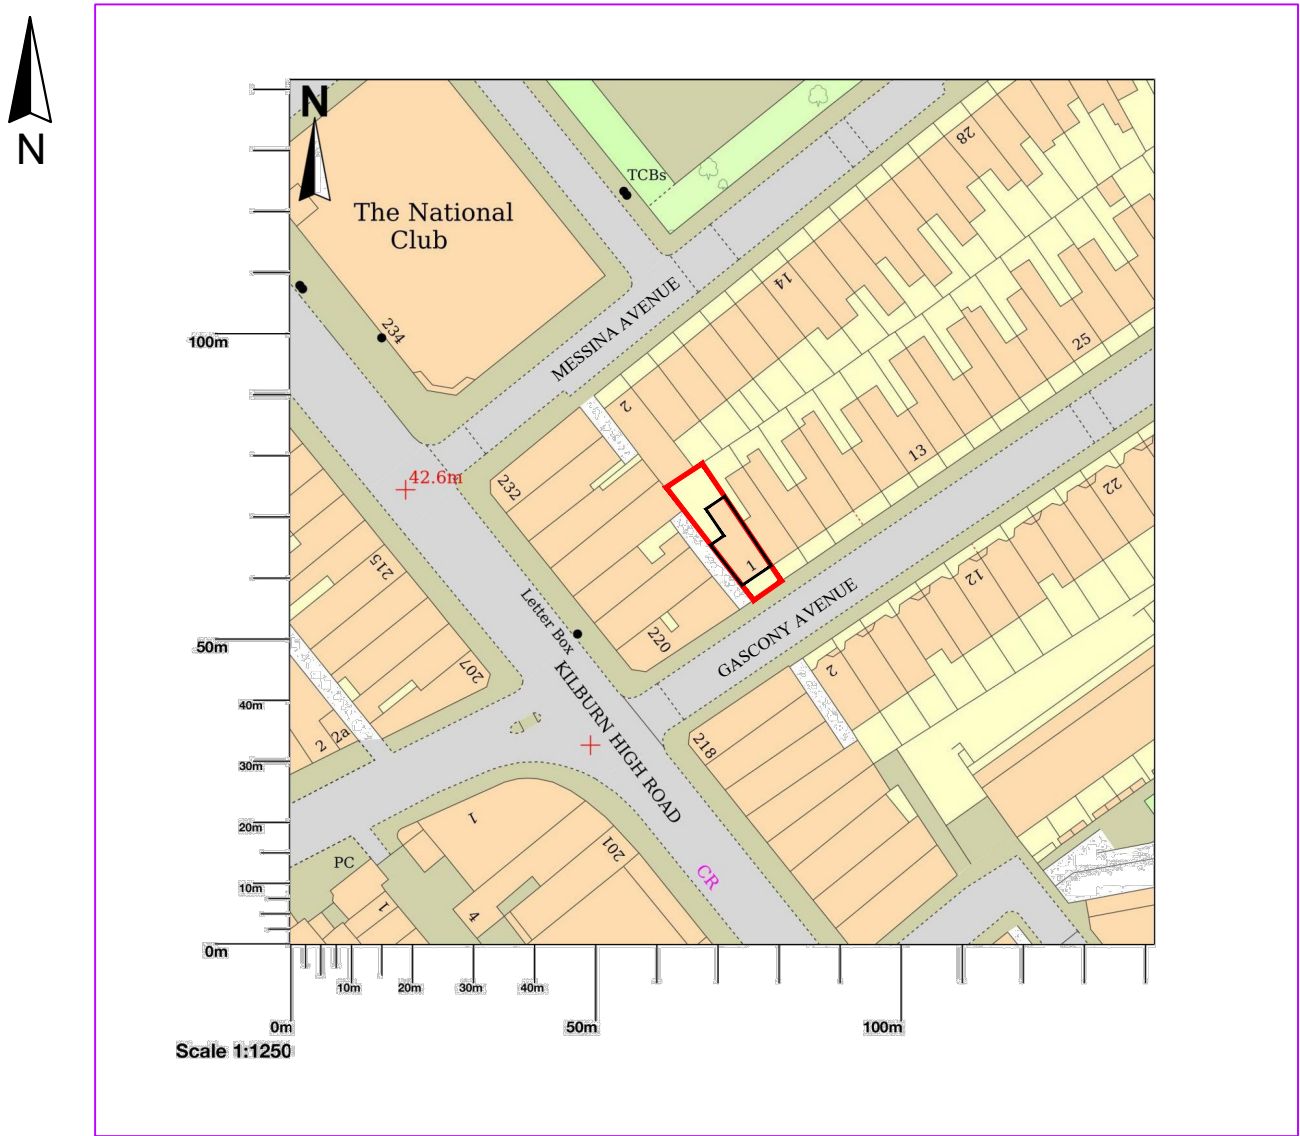 N
N
TCBs
28
The National
Club
14
234
MESSINA AVENUE
100m
25
2
13
42.6m
232
22
215
1
12
Letter Box
GASCONY AVENUE
220
50m
207
2
KILBURN HIGH ROAD
40m
2
2a
218
30m
20m
1
201
PC
CR
10m
1
4
0m
10m
20m
30m
40m
0m
50m
100m
Scale 1:1250